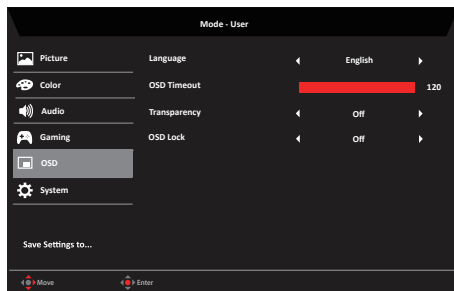 Mode - User
Picture
Language English
Color
OSD Timeout 120
Audio
Transparency Off
Gaming
OSD Lock Off
OSD
System
Save Settings to...
Move Enter